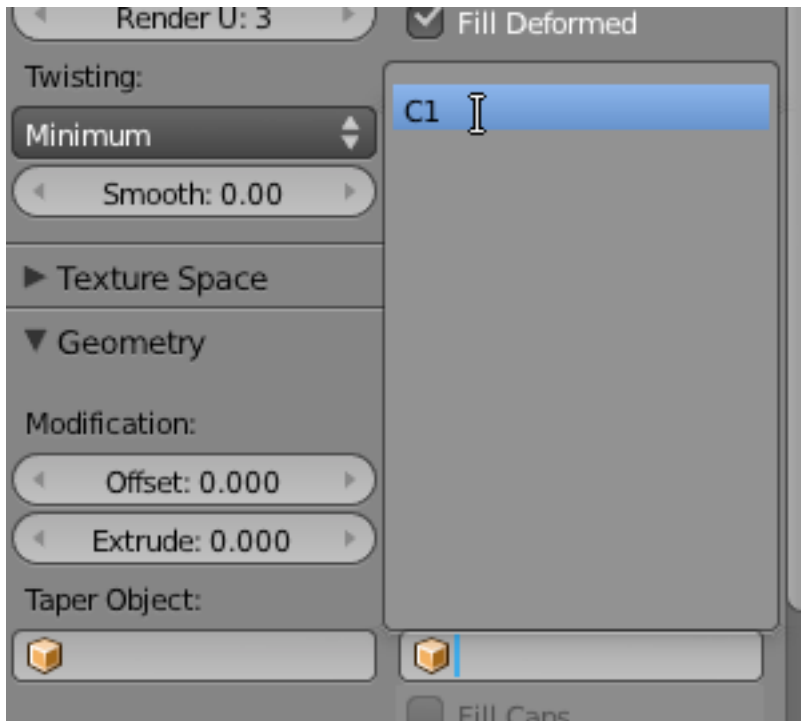 Render U: 3
Fill Deformed
Twisting:
C1
Minimum
Smooth: 0.00
Texture Space
Geometry
Modification:
Offset: 0.000
Extrude: 0.000
Taper Object:
Fill Caps